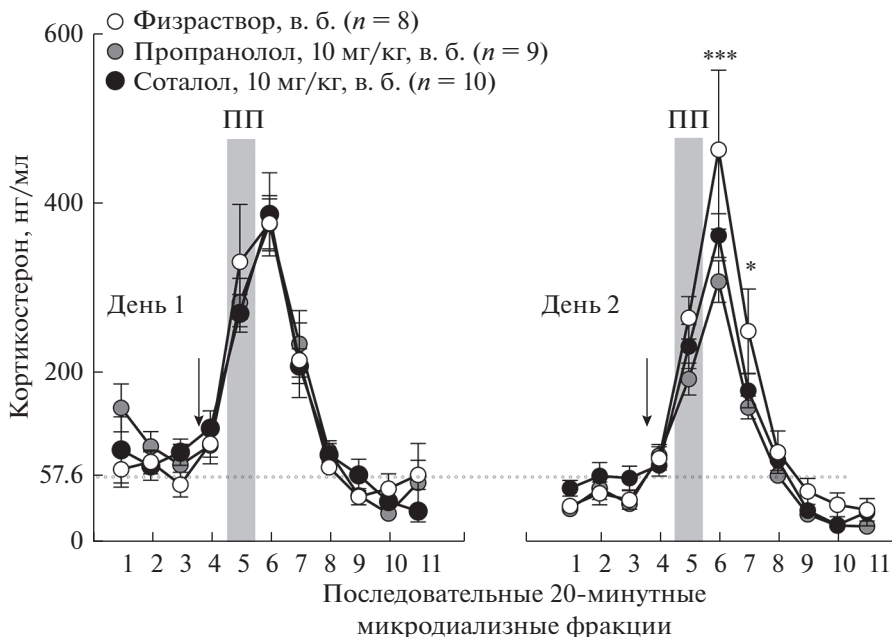 600
Физраствор, в. б. (n = 8)
Пропранолол, 10 мг/кг, в. б. (n = 9)
Соталол, 10 мг/кг, в. б. (n = 10)
***
ПП
ПП
400
Кортикостерон, нг/мл
*
День 1
День 2
200
57.6
0
1 2 3 4 5 6 7 8 9 10 11
1 2 3 4 5 6 7 8 9 10 11
Последовательные 20-минутные
микродиализные фракции